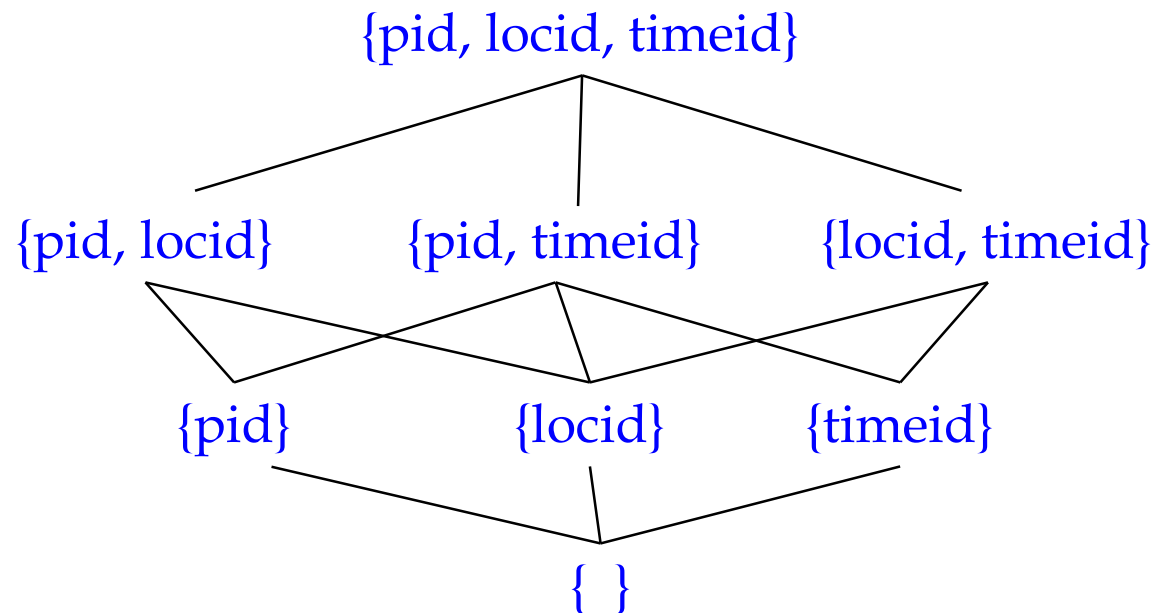 {pid, locid, timeid}
{pid, locid} {pid, timeid} {locid, timeid}
{pid} {locid} {timeid}
{ }